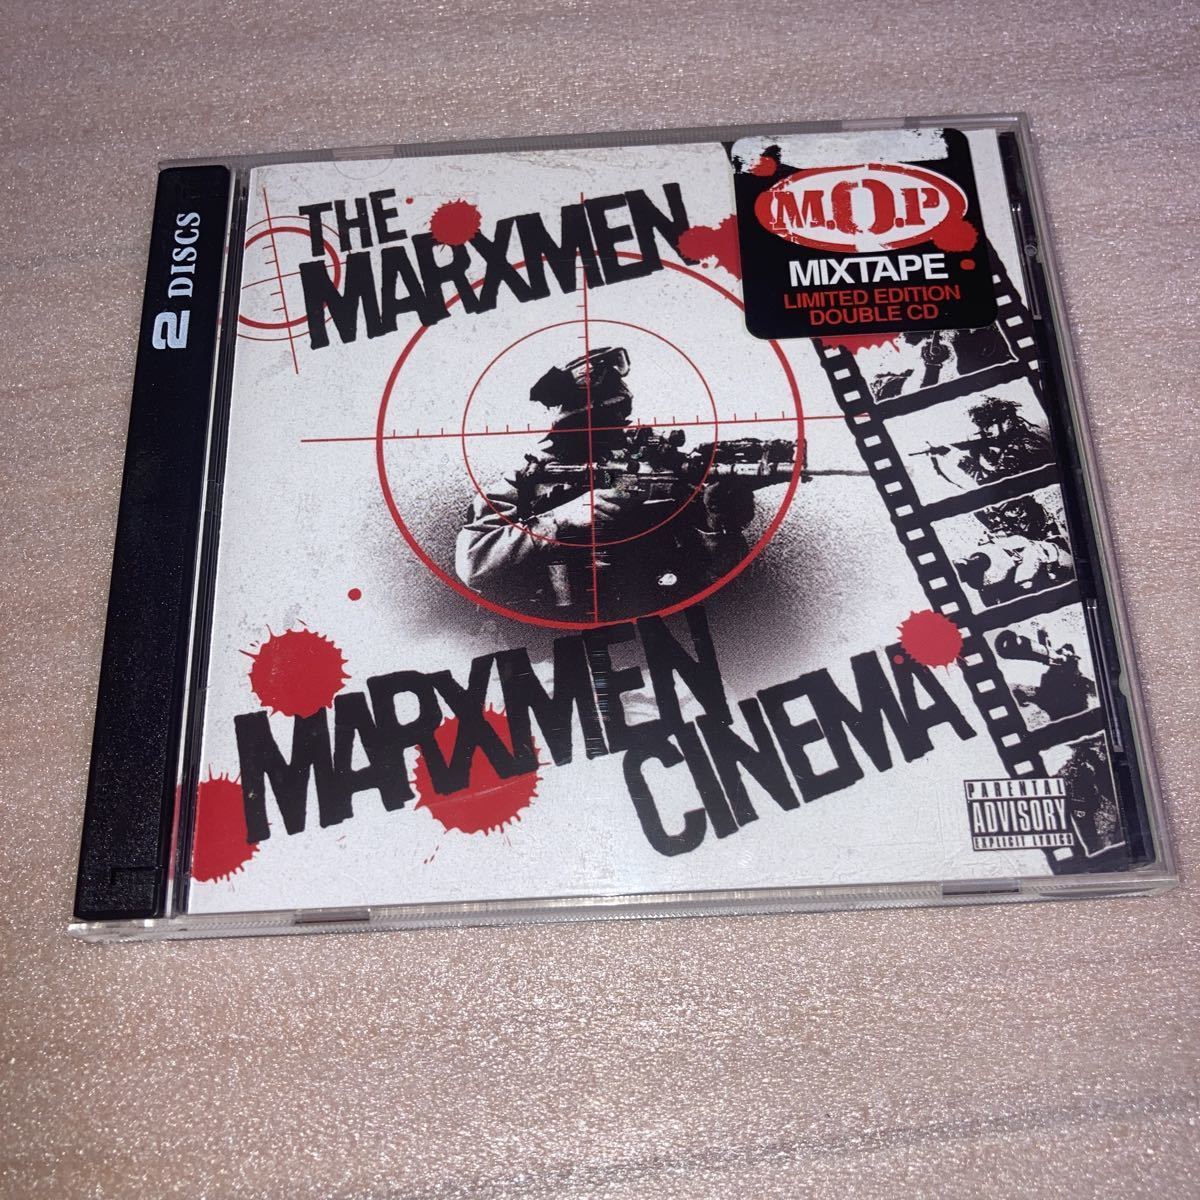 2 DISCS
THE
MARXMEN
M.O.P
MIXTAPE
LIMITED EDITION
DOUBLE CD
MARXMEN
CINEMA
PARENTAL
ADVISORY
EXPLICIT LYRICS